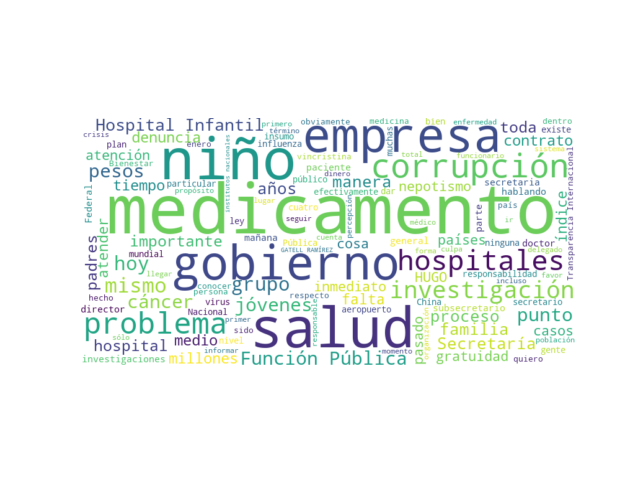 Hospital Infantil
primero
obviamente
medicina
bien
enfermedad
dentro
crisis
denuncia
término
insumo
influenza
empresa
muchas
toda
existe
contrato
plan
enero
niño
sistema
atención
Bienestar
institutos nacionales
vincristina
total
funcionario
corrupción
pesos
público
dinero
paciente
dar
Transparencia Internacional
tiempo
particular
años
efectivamente
manera
nepotismo
secretaria
hablando
índice
Federal
propósito
medicamento
lugar
cuatro
percepción
médico
parte
país
ir
padres
atender
ley
seguir
importante
mañana
Pública
cuenta
cosa
general
países
ninguna
doctor
mundial
GATELL RAMÍREZ
forma
culpa
delegado
hoy
llegar
gobierno
hospitales
mismo
conocer
persona
grupo
respecto
inmediato
HUGO
responsabilidad
favor
incluso
hecho
cáncer
virus
jóvenes
falta
investigación
China
secretario
director
Nacional
problema
sido
salud
responsable
aeropuerto
pasado
organización
subsecretario
proceso
punto
primer
familia
casos
sólo
hospital
medio
nivel
Secretaría
población
gente
investigaciones
millones
informar
Función Pública
momento
gratuidad
quiero